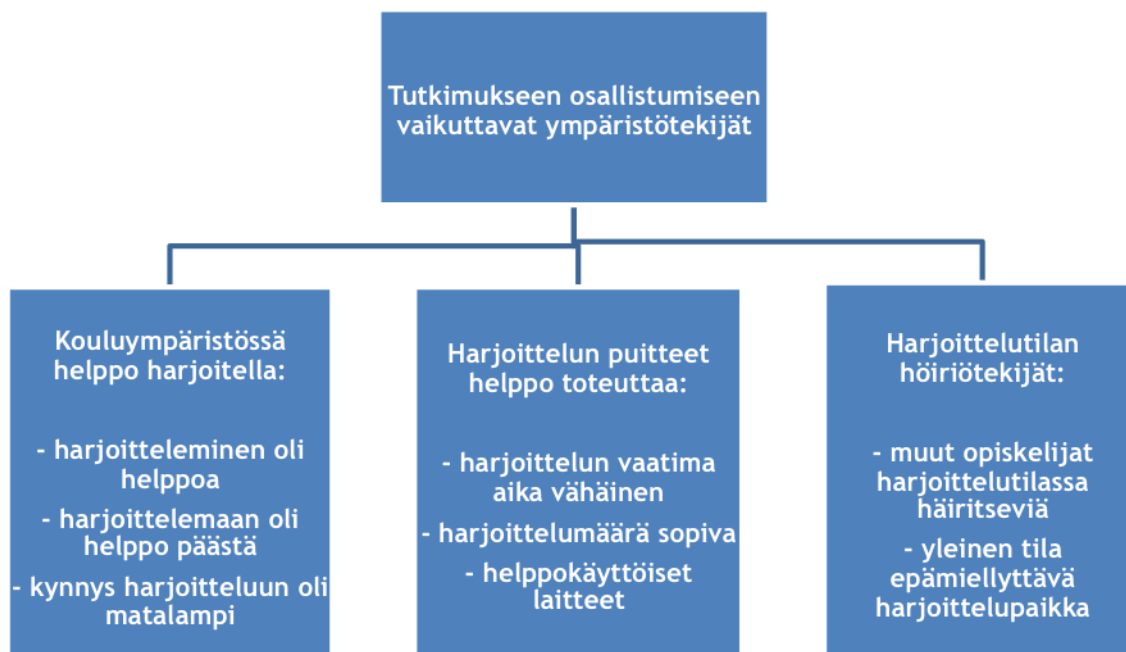 Tutkimukseen osallistumiseen
vaikuttavat ympäristötekijät
Kouluympäristössä
helppo harjoitella:
- harjoitteleminen oli
helppoa
- harjoittelemaan oli
helppo päästä
- kynnys harjoitteluun oli
matalampi
Harjoittelun puitteet
helppo toteuttaa:
- harjoittelun vaatima
aika vähäinen
- harjoittelumäärä sopiva
- helppokäyttöiset
laitteet
Harjoittelutilan
höiriötekijät:
- muut opiskelijat
harjoittelutilassa
häiritseviä
- yleinen tila
epämiellyttävä
harjoittelupaikka